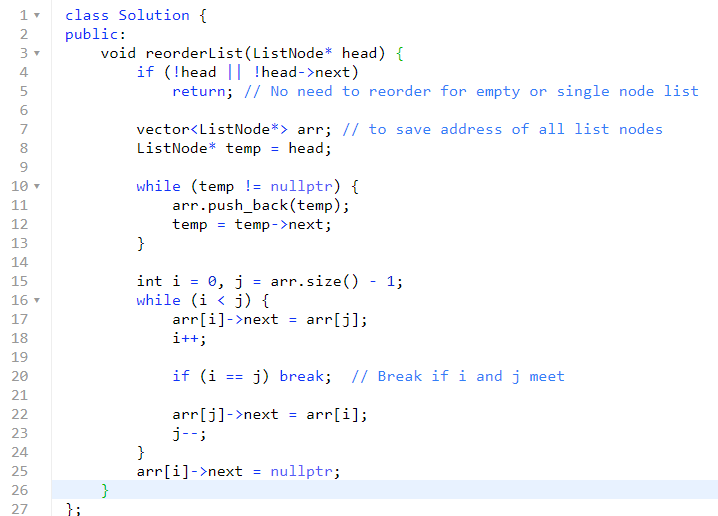 1 class Solution {
2 public:
3     void reorderList(ListNode* head) {
4         if (!head || !head->next)
5             return; // No need to reorder for empty or single node list
6
7         vector<ListNode*> arr; // to save address of all list nodes
8         ListNode* temp = head;
9
10         while (temp != nullptr) {
11             arr.push_back(temp);
12             temp = temp->next;
13         }
14
15         int i = 0, j = arr.size() - 1;
16         while (i < j) {
17             arr[i]->next = arr[j];
18             i++;
19
20             if (i == j) break;  // Break if i and j meet
21
22             arr[j]->next = arr[i];
23             j--;
24         }
25         arr[i]->next = nullptr;
26     }
27 };